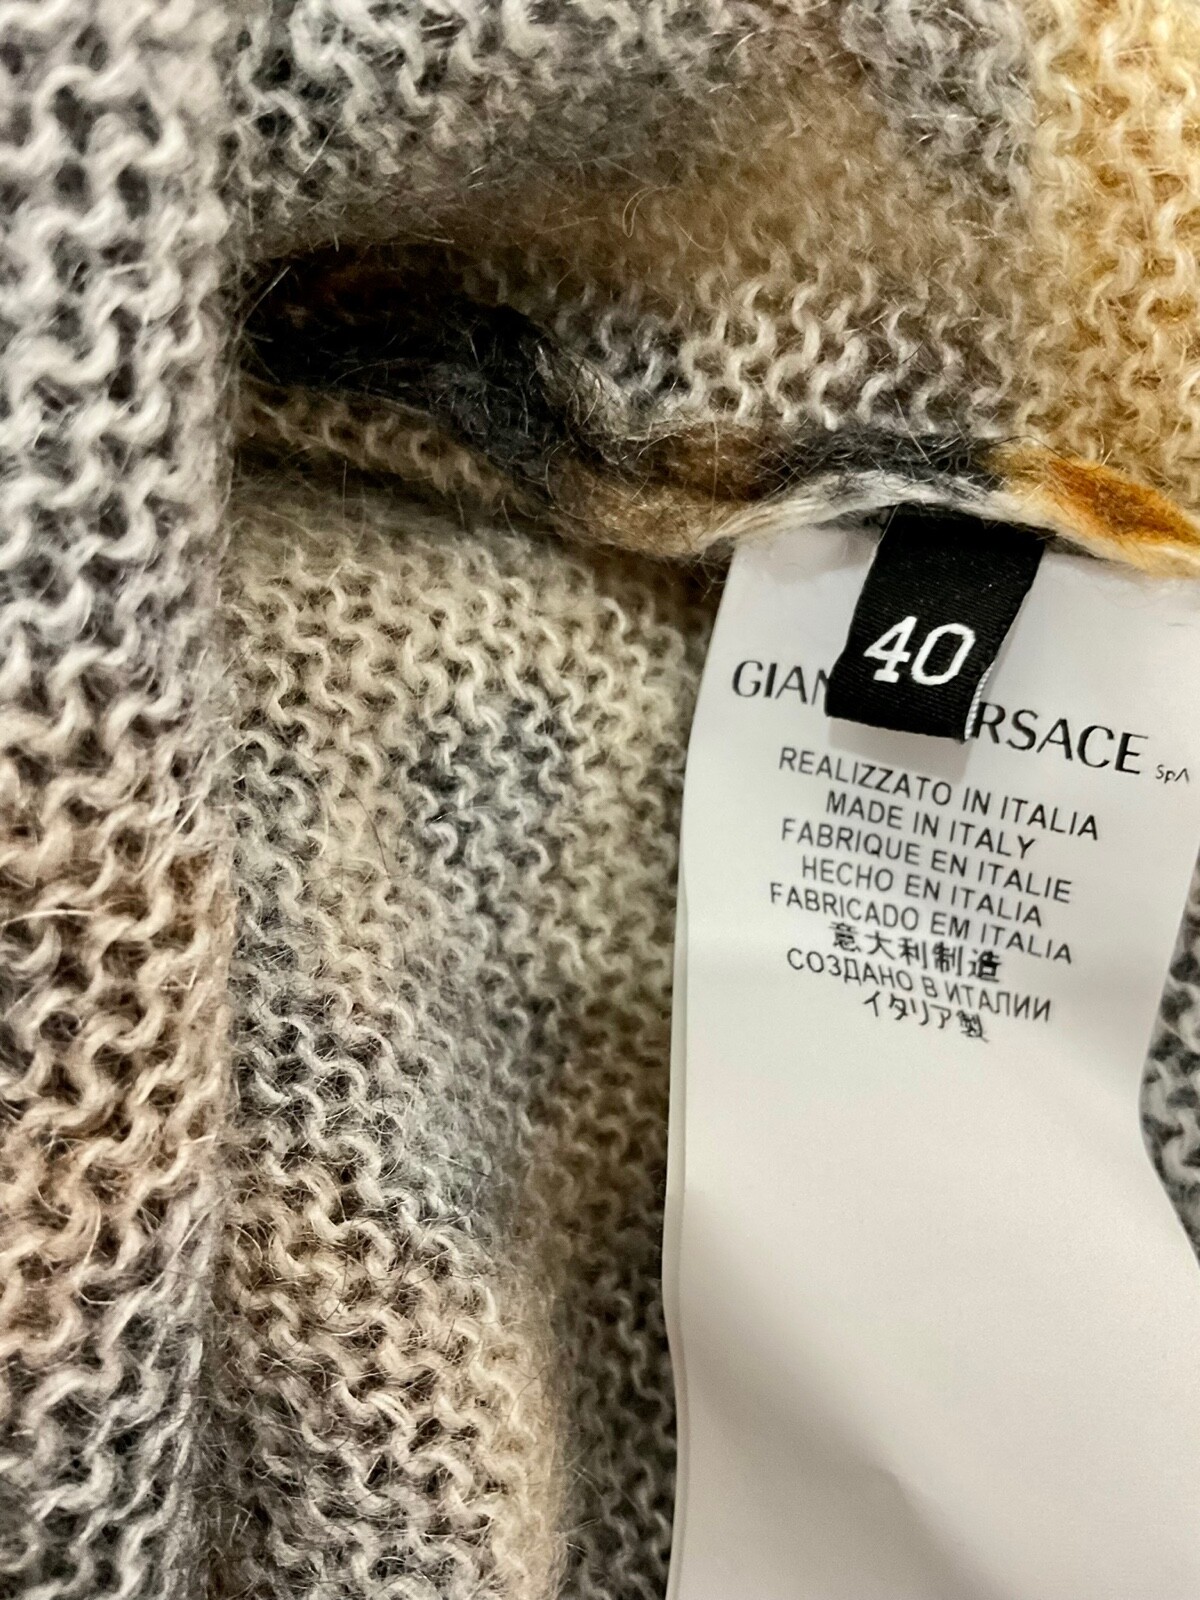 40
GIAN RSACE SpA
REALIZZATO IN ITALIA
MADE IN ITALY
FABRIQUE EN ITALIE
HECHO EN ITALIA
FABRICADO EM ITALIA
意大利制造
СОЗДАНО В ИТАЛИИ
イタリア製